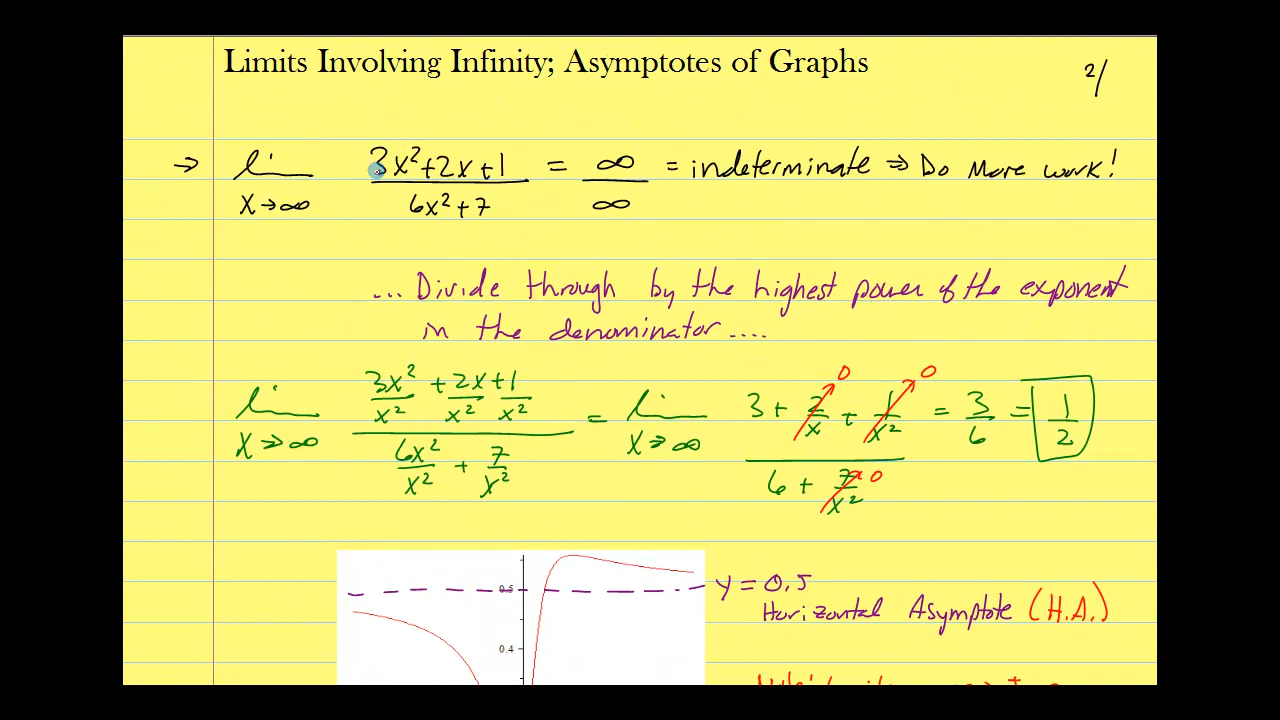 Limits Involving Infinity; Asymptotes of Graphs
2/
→ lim x→∞ (3x²+2x+1)/(6x²+7) = ∞/∞ = indeterminate ⇒ Do More work!
... Divide through by the highest power of the exponent
in the denominator ....
lim x→∞ (3x²/x² + 2x/x² + 1/x²)/(6x²/x² + 7/x²) = lim x→∞ (3 + 2/x + 1/x²)/(6 + 7/x²) = 3/6 = 1/2
0 0
0
0.5
y = 0.5
Horizontal Asymptote (H.A.)
0.4